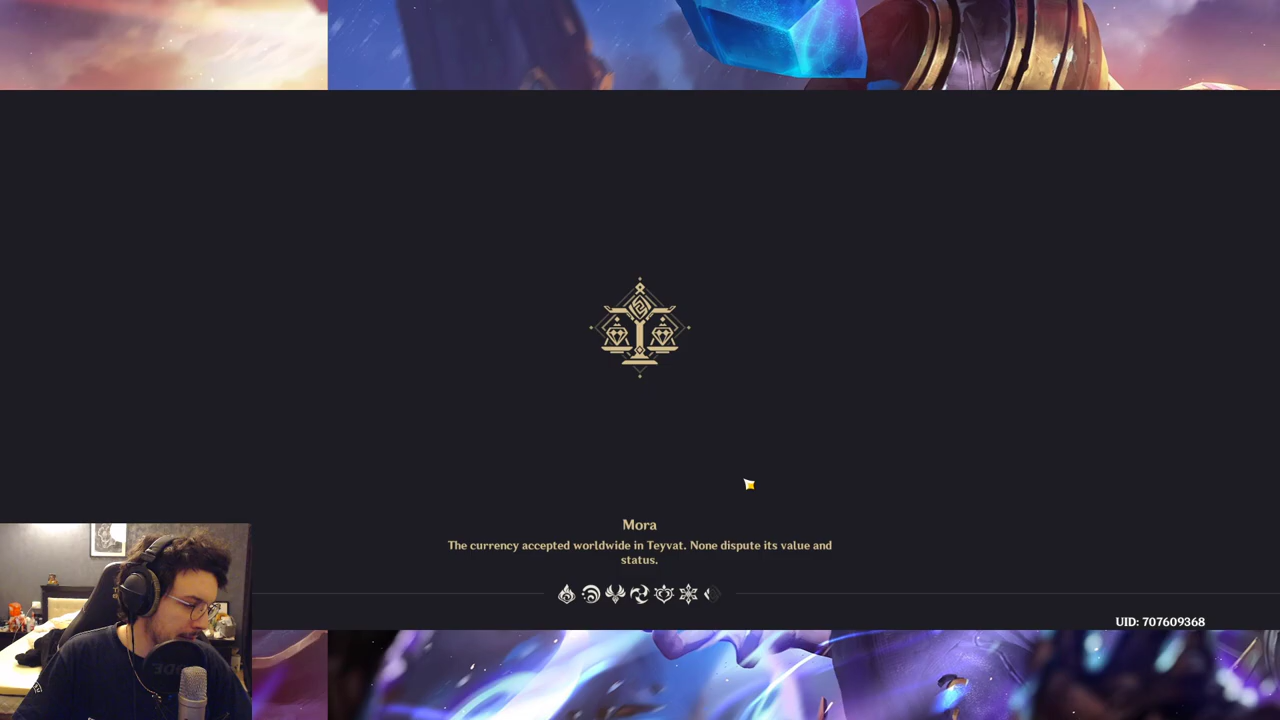 Mora
The currency accepted worldwide in Teyvat. None dispute its value and
status.
UID: 707609368